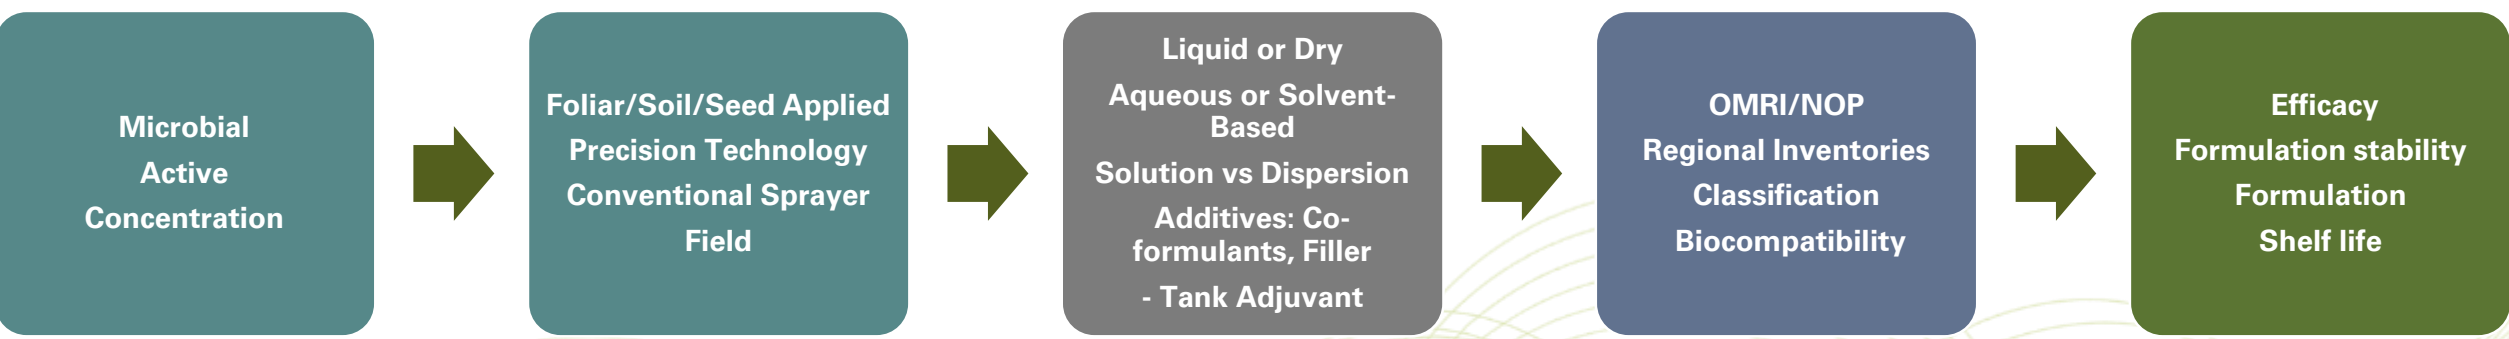 Microbial
Active
Concentration
Foliar/Soil/Seed Applied
Precision Technology
Conventional Sprayer
Field
Liquid or Dry
Aqueous or Solvent-
Based
Solution vs Dispersion
Additives: Co-
formulants, Filler
- Tank Adjuvant
OMRI/NOP
Regional Inventories
Classification
Biocompatibility
Efficacy
Formulation stability
Formulation
Shelf life